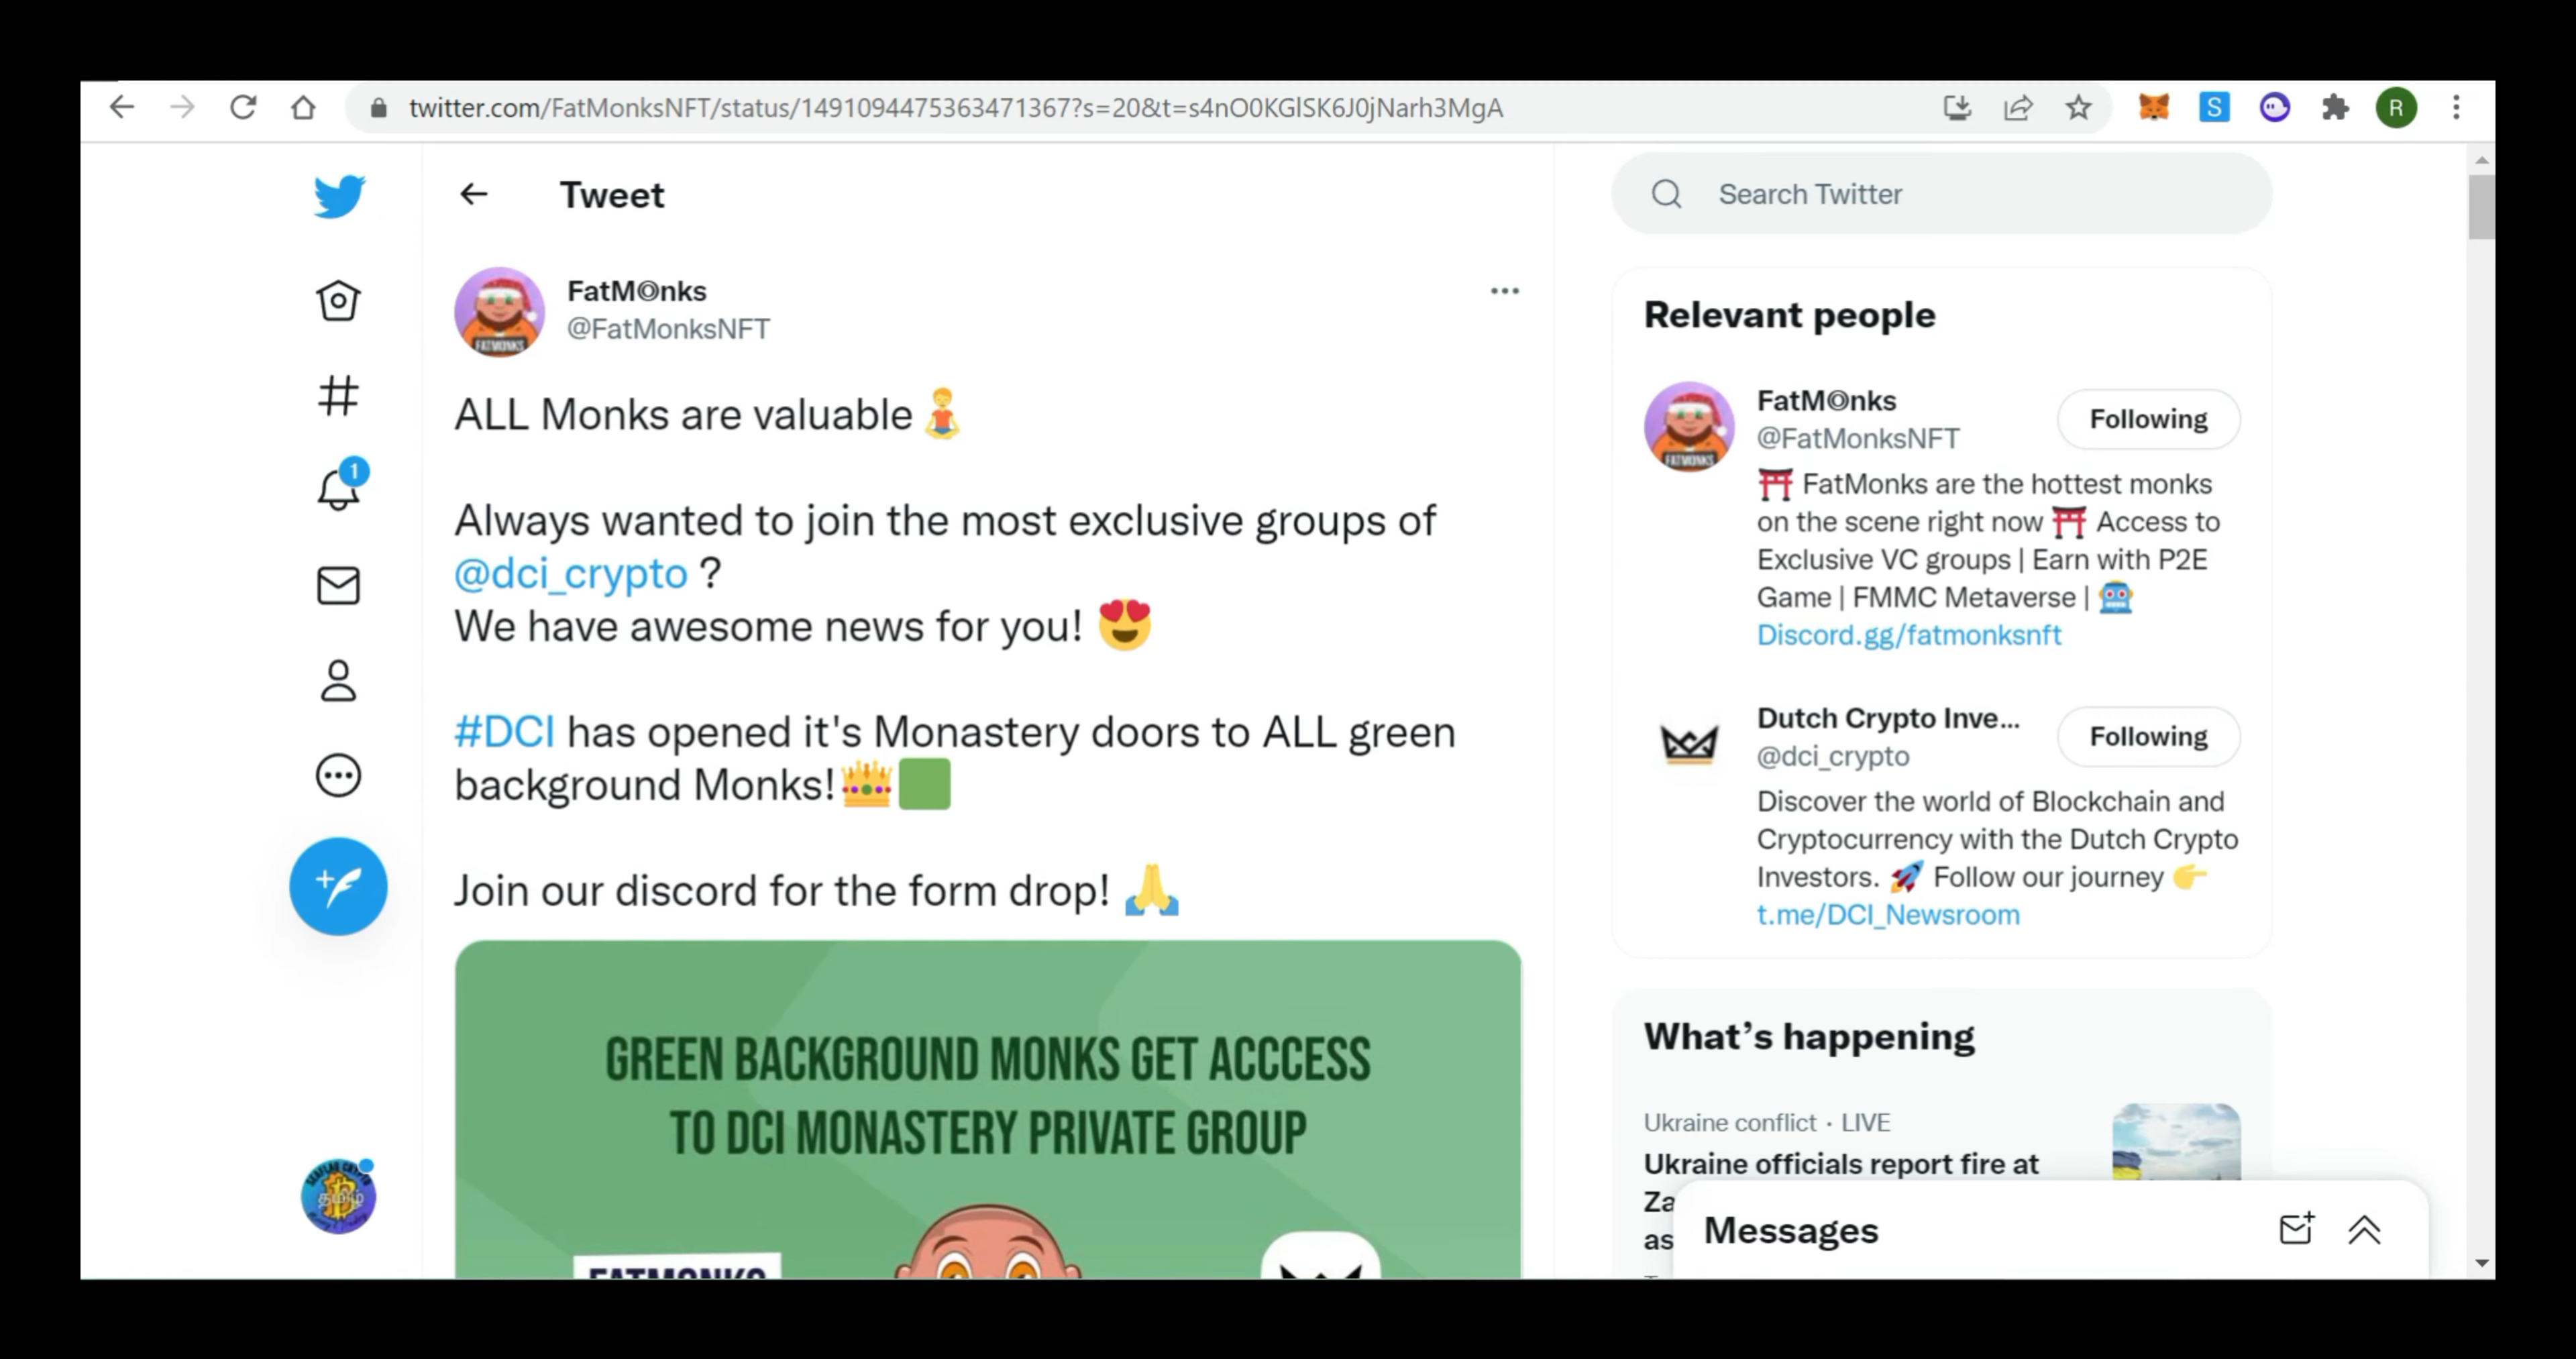 twitter.com/FatMonksNFT/status/1491094475363471367?s=20&t=s4nO0KGlSK6J0jNarh3MgA
S
R
Tweet
FatM◎nks
@FatMonksNFT
ALL Monks are valuable🧘
Always wanted to join the most exclusive groups of
@dci_crypto ?
We have awesome news for you! 😍
#DCI has opened it's Monastery doors to ALL green
background Monks!👑🟩
Join our discord for the form drop! 🙏
GREEN BACKGROUND MONKS GET ACCCESS
TO DCI MONASTERY PRIVATE GROUP
FATMONKS
1
Search Twitter
Relevant people
FatM◎nks
@FatMonksNFT
Following
⛩️ FatMonks are the hottest monks
on the scene right now ⛩️ Access to
Exclusive VC groups | Earn with P2E
Game | FMMC Metaverse | 🤖
Discord.gg/fatmonksnft
Dutch Crypto Inve...
@dci_crypto
Following
Discover the world of Blockchain and
Cryptocurrency with the Dutch Crypto
Investors. 🚀 Follow our journey 👉
t.me/DCI_Newsroom
What's happening
Ukraine conflict · LIVE
Ukraine officials report fire at
Za
as
Messages